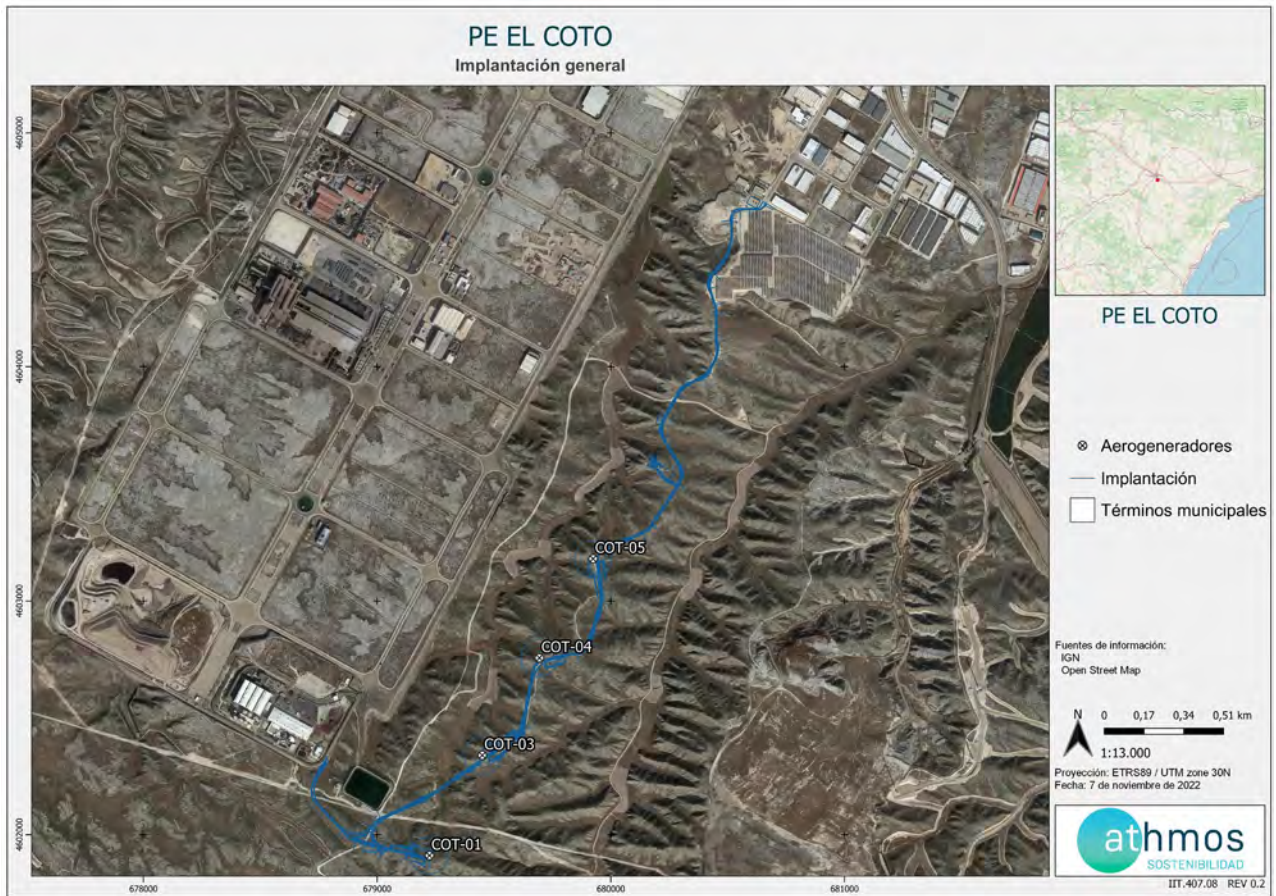 PE EL COTO
Implantación general
4605000
4604000
4603000
4602000
678000
679000
680000
681000
COT-05
COT-04
COT-03
COT-01
PE EL COTO
Aerogeneradores
Implantación
Términos municipales
Fuentes de información:
IGN
Open Street Map
N
0 0,17 0,34 0,51 km
1:13.000
Proyección: ETRS89 / UTM zone 30N
Fecha: 7 de noviembre de 2022
athmos
SOSTENIBILIDAD
IIT.407.08 REV 0.2